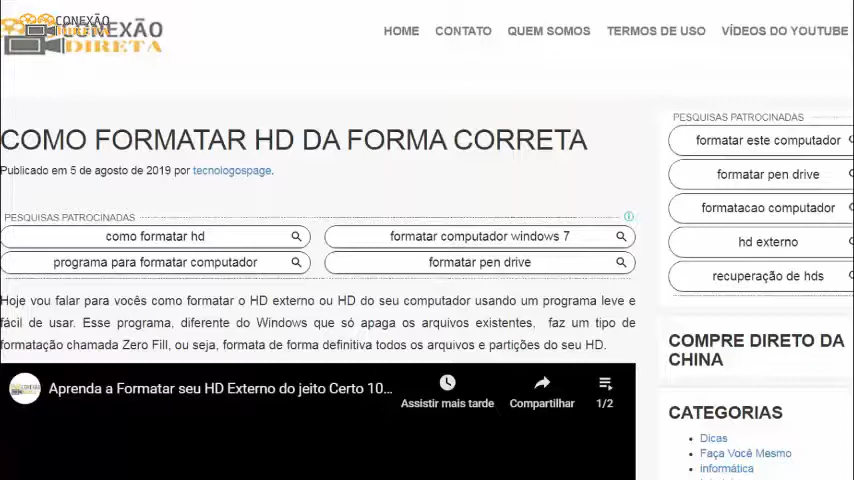 CONEXÃO
DIRETA
CONEXÃO
DIRETA
HOME CONTATO QUEM SOMOS TERMOS DE USO VÍDEOS DO YOUTUBE
COMO FORMATAR HD DA FORMA CORRETA
Publicado em 5 de agosto de 2019 por tecnologospage.
PESQUISAS PATROCINADAS
como formatar hd
formatar computador windows 7
programa para formatar computador
formatar pen drive
Hoje vou falar para vocês como formatar o HD externo ou HD do seu computador usando um programa leve e
fácil de usar. Esse programa, diferente do Windows que só apaga os arquivos existentes, faz um tipo de
formatação chamada Zero Fill, ou seja, formata de forma definitiva todos os arquivos e partições do seu HD.
Aprenda a Formatar seu HD Externo do jeito Certo 10...
Assistir mais tarde
Compartilhar
1/2
PESQUISAS PATROCINADAS
formatar este computador
formatar pen drive
formatacao computador
hd externo
recuperação de hds
COMPRE DIRETO DA
CHINA
CATEGORIAS
Dicas
Faça Você Mesmo
informática